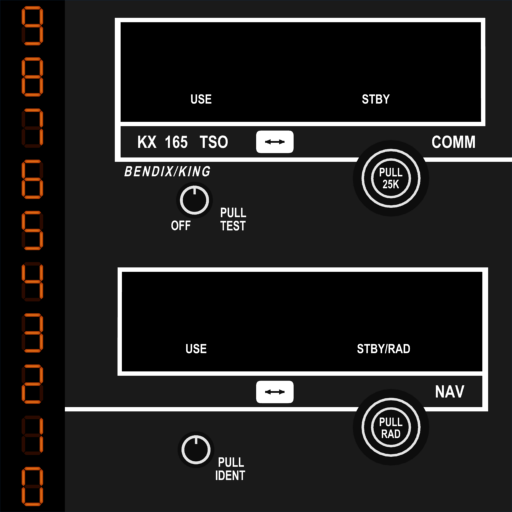 9
8
7
6
5
4
3
2
1
0
USE STBY
KX 165 TSO COMM
BENDIX/KING
PULL
25K
OFF
PULL
TEST
USE STBY/RAD
NAV
PULL
RAD
PULL
IDENT